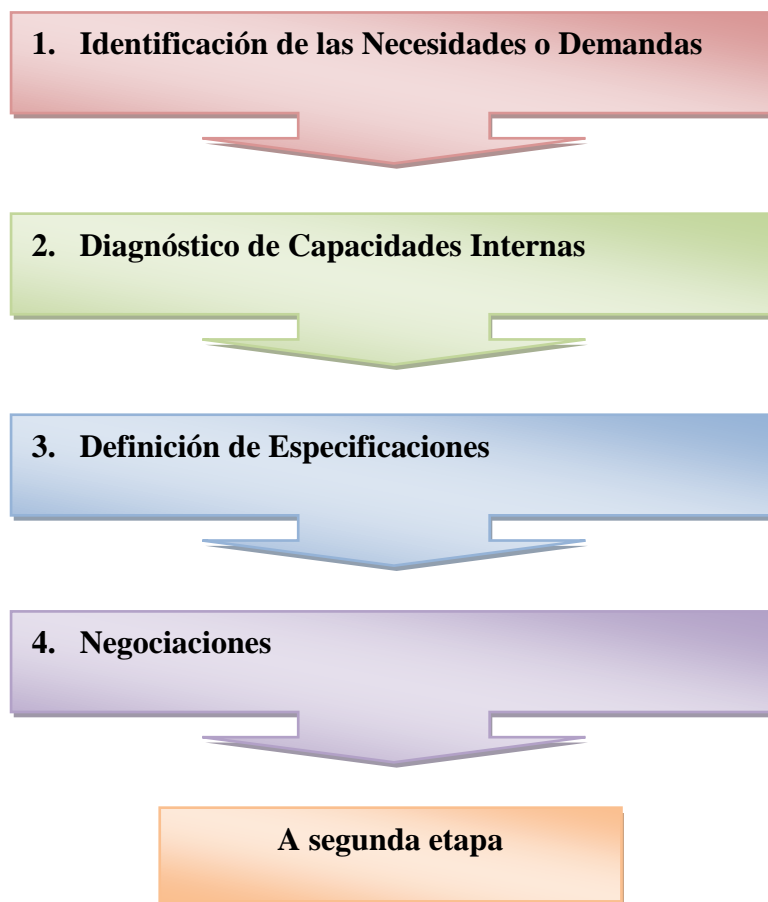 1. Identificación de las Necesidades o Demandas
2. Diagnóstico de Capacidades Internas
3. Definición de Especificaciones
4. Negociaciones
A segunda etapa